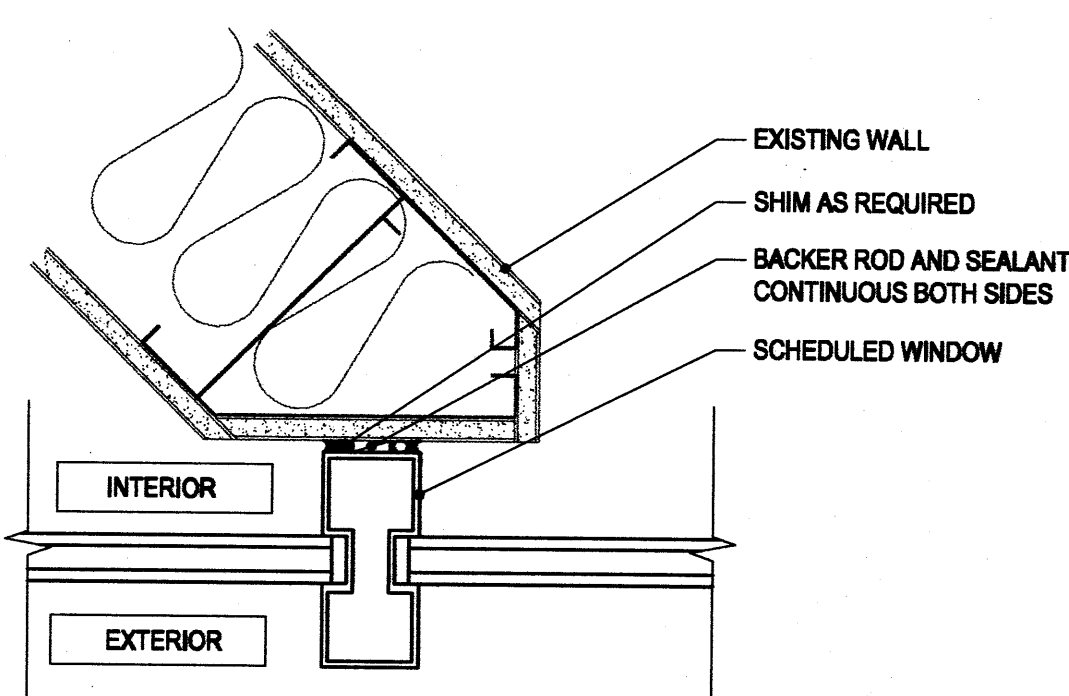 EXISTING WALL
SHIM AS REQUIRED
BACKER ROD AND SEALANT
CONTINUOUS BOTH SIDES
SCHEDULED WINDOW
INTERIOR
EXTERIOR